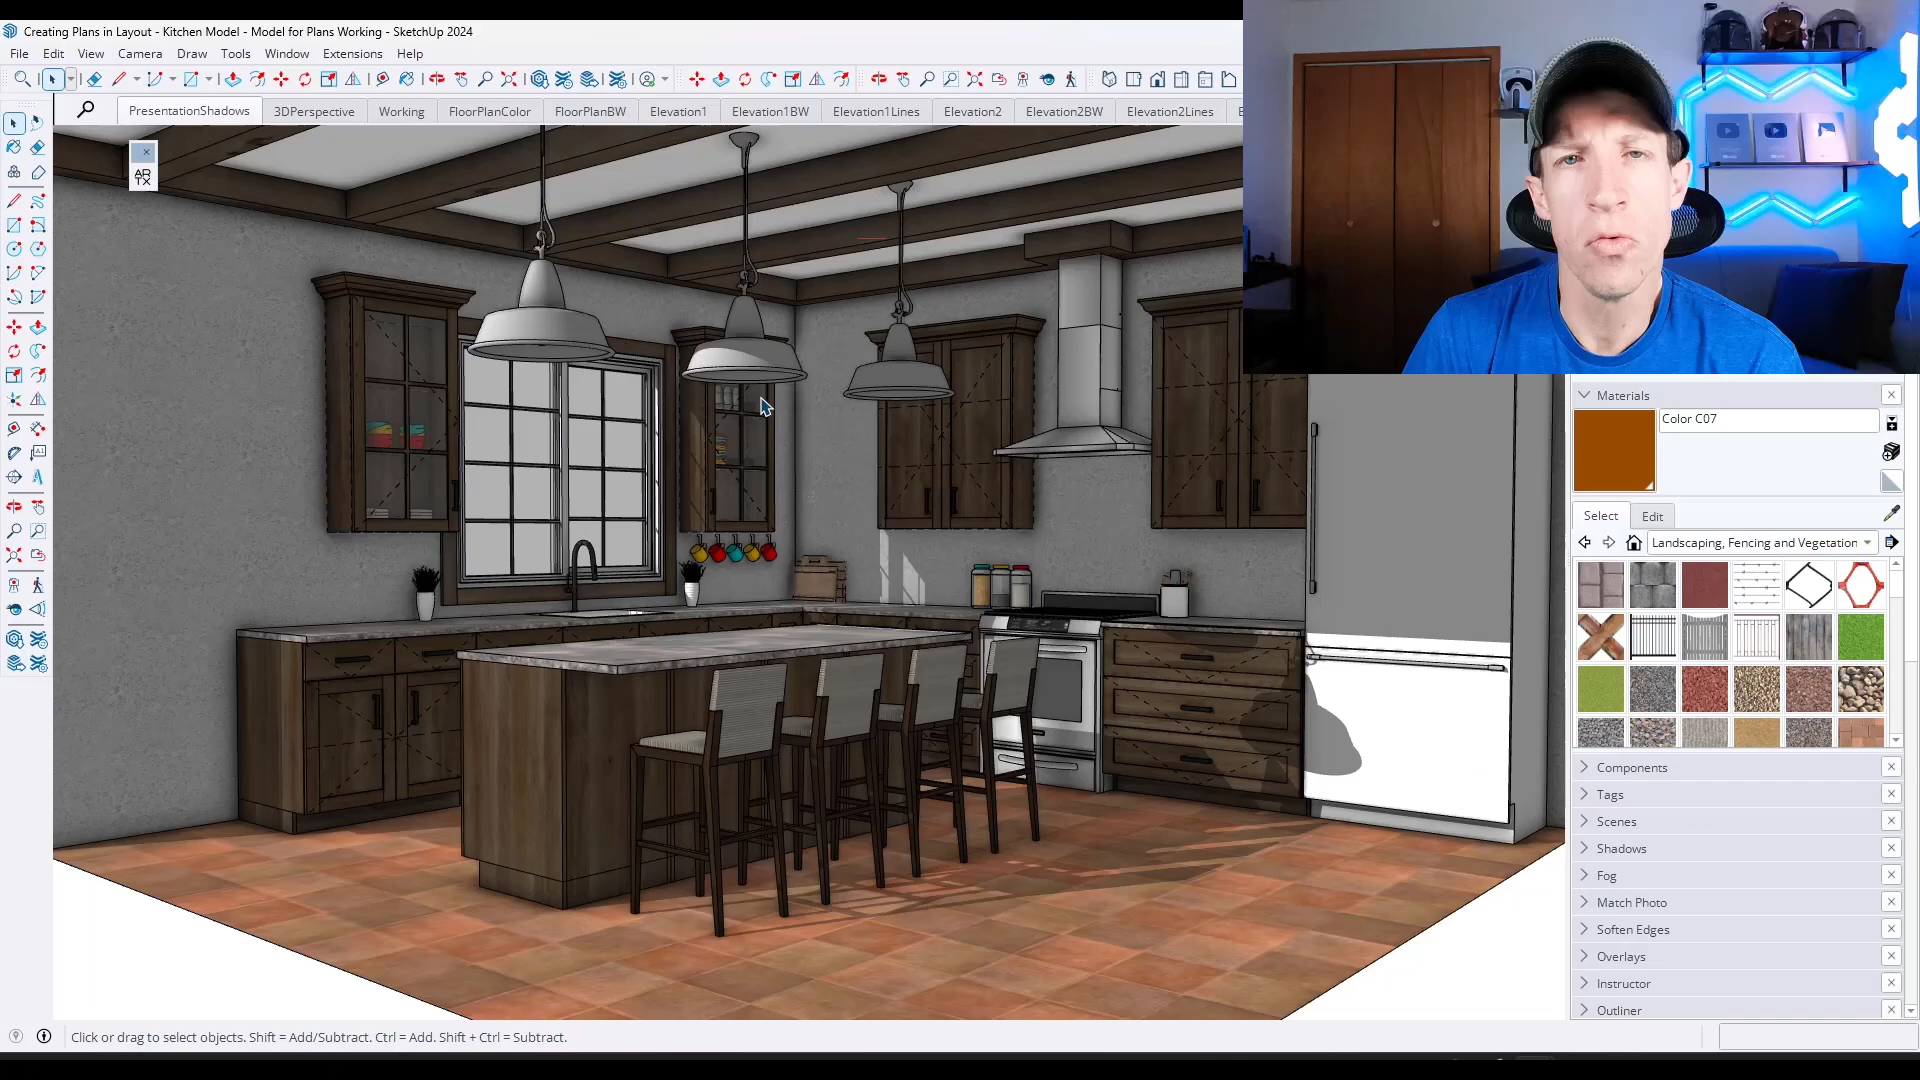 Creating Plans in Layout - Kitchen Model - Model for Plans Working - SketchUp 2024
File Edit View Camera Draw Tools Window Extensions Help
PresentationShadows 3DPerspective Working FloorPlanColor FloorPlanBW Elevation1 Elevation1BW Elevation1Lines Elevation2 Elevation2BW Elevation2Lines E
AR
TX
Materials
Color C07
Select Edit
Landscaping, Fencing and Vegetation
Components
Tags
Scenes
Shadows
Fog
Match Photo
Soften Edges
Overlays
Instructor
Outliner
Click or drag to select objects. Shift = Add/Subtract. Ctrl = Add. Shift + Ctrl = Subtract.